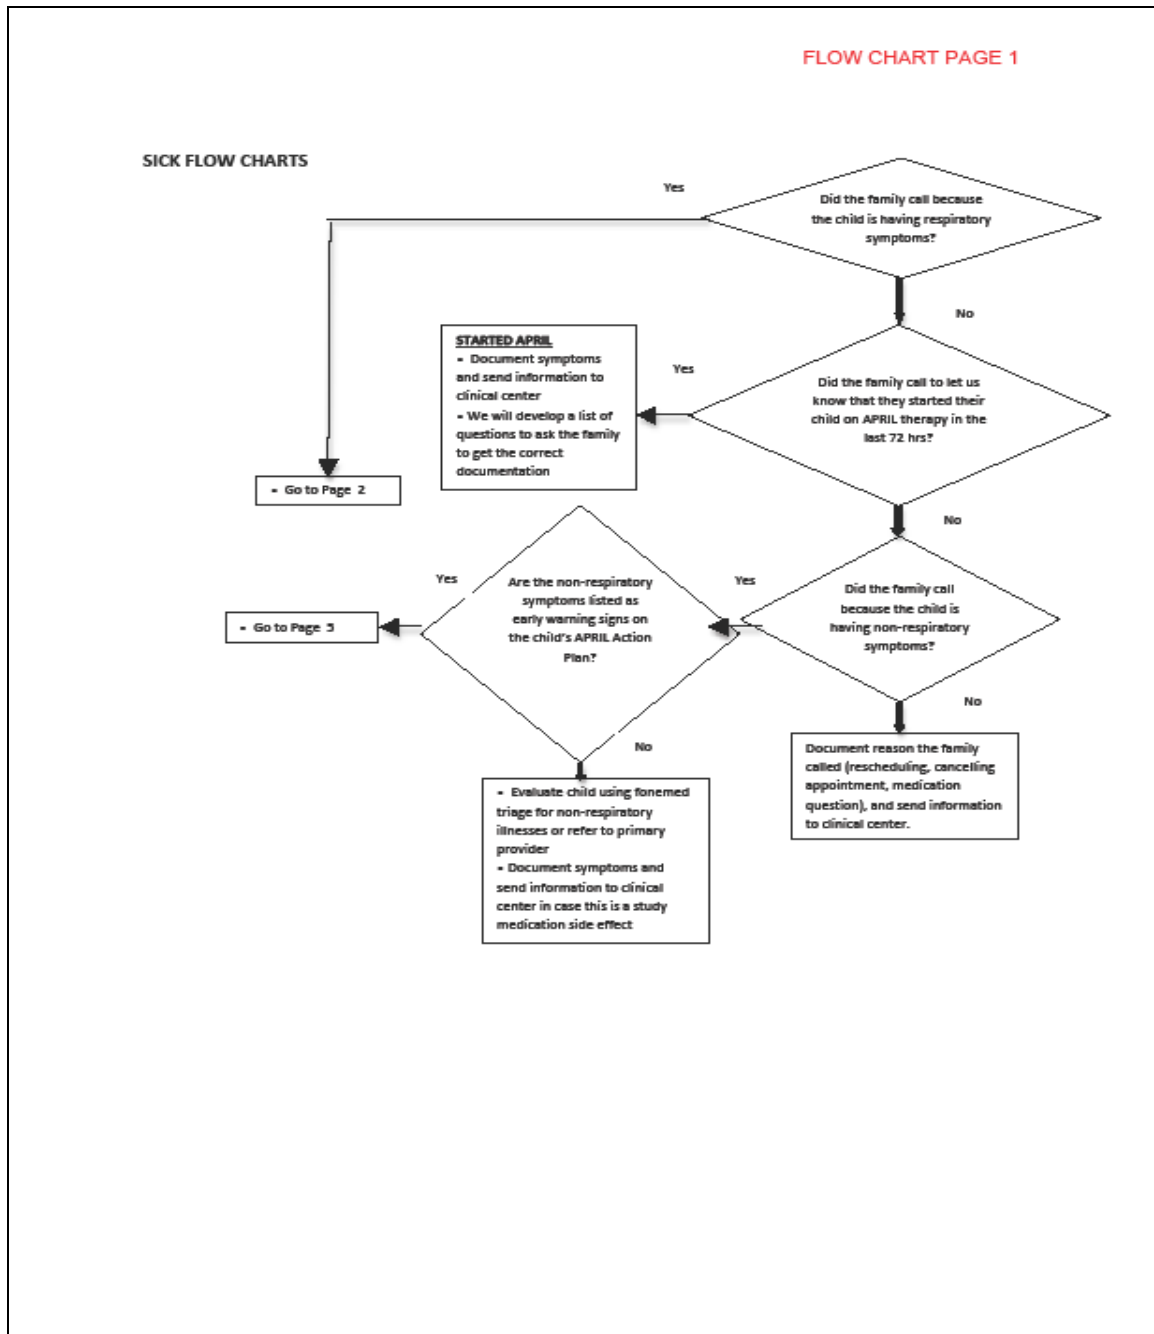 FLOW CHART PAGE 1
SICK FLOW CHARTS
Yes
Did the family call because
the child is having respiratory
symptoms?
No
STARTED APRIL
- Document symptoms
and send information to
clinical center
- We will develop a list of
questions to ask the family
to get the correct
documentation
Yes
Did the family call to let us
know that they started their
child on APRIL therapy in the
last 72 hrs?
- Go to Page 2
No
Yes
Are the non-respiratory
symptoms listed as
early warning signs on
the child's APRIL Action
Plan?
Yes
Did the family call
because the child is
having non-respiratory
symptoms?
- Go to Page 3
No
No
Document reason the family
called (rescheduling, cancelling
appointment, medication
question), and send information
to clinical center.
- Evaluate child using fonemed
triage for non-respiratory
illnesses or refer to primary
provider
- Document symptoms and
send information to clinical
center in case this is a study
medication side effect